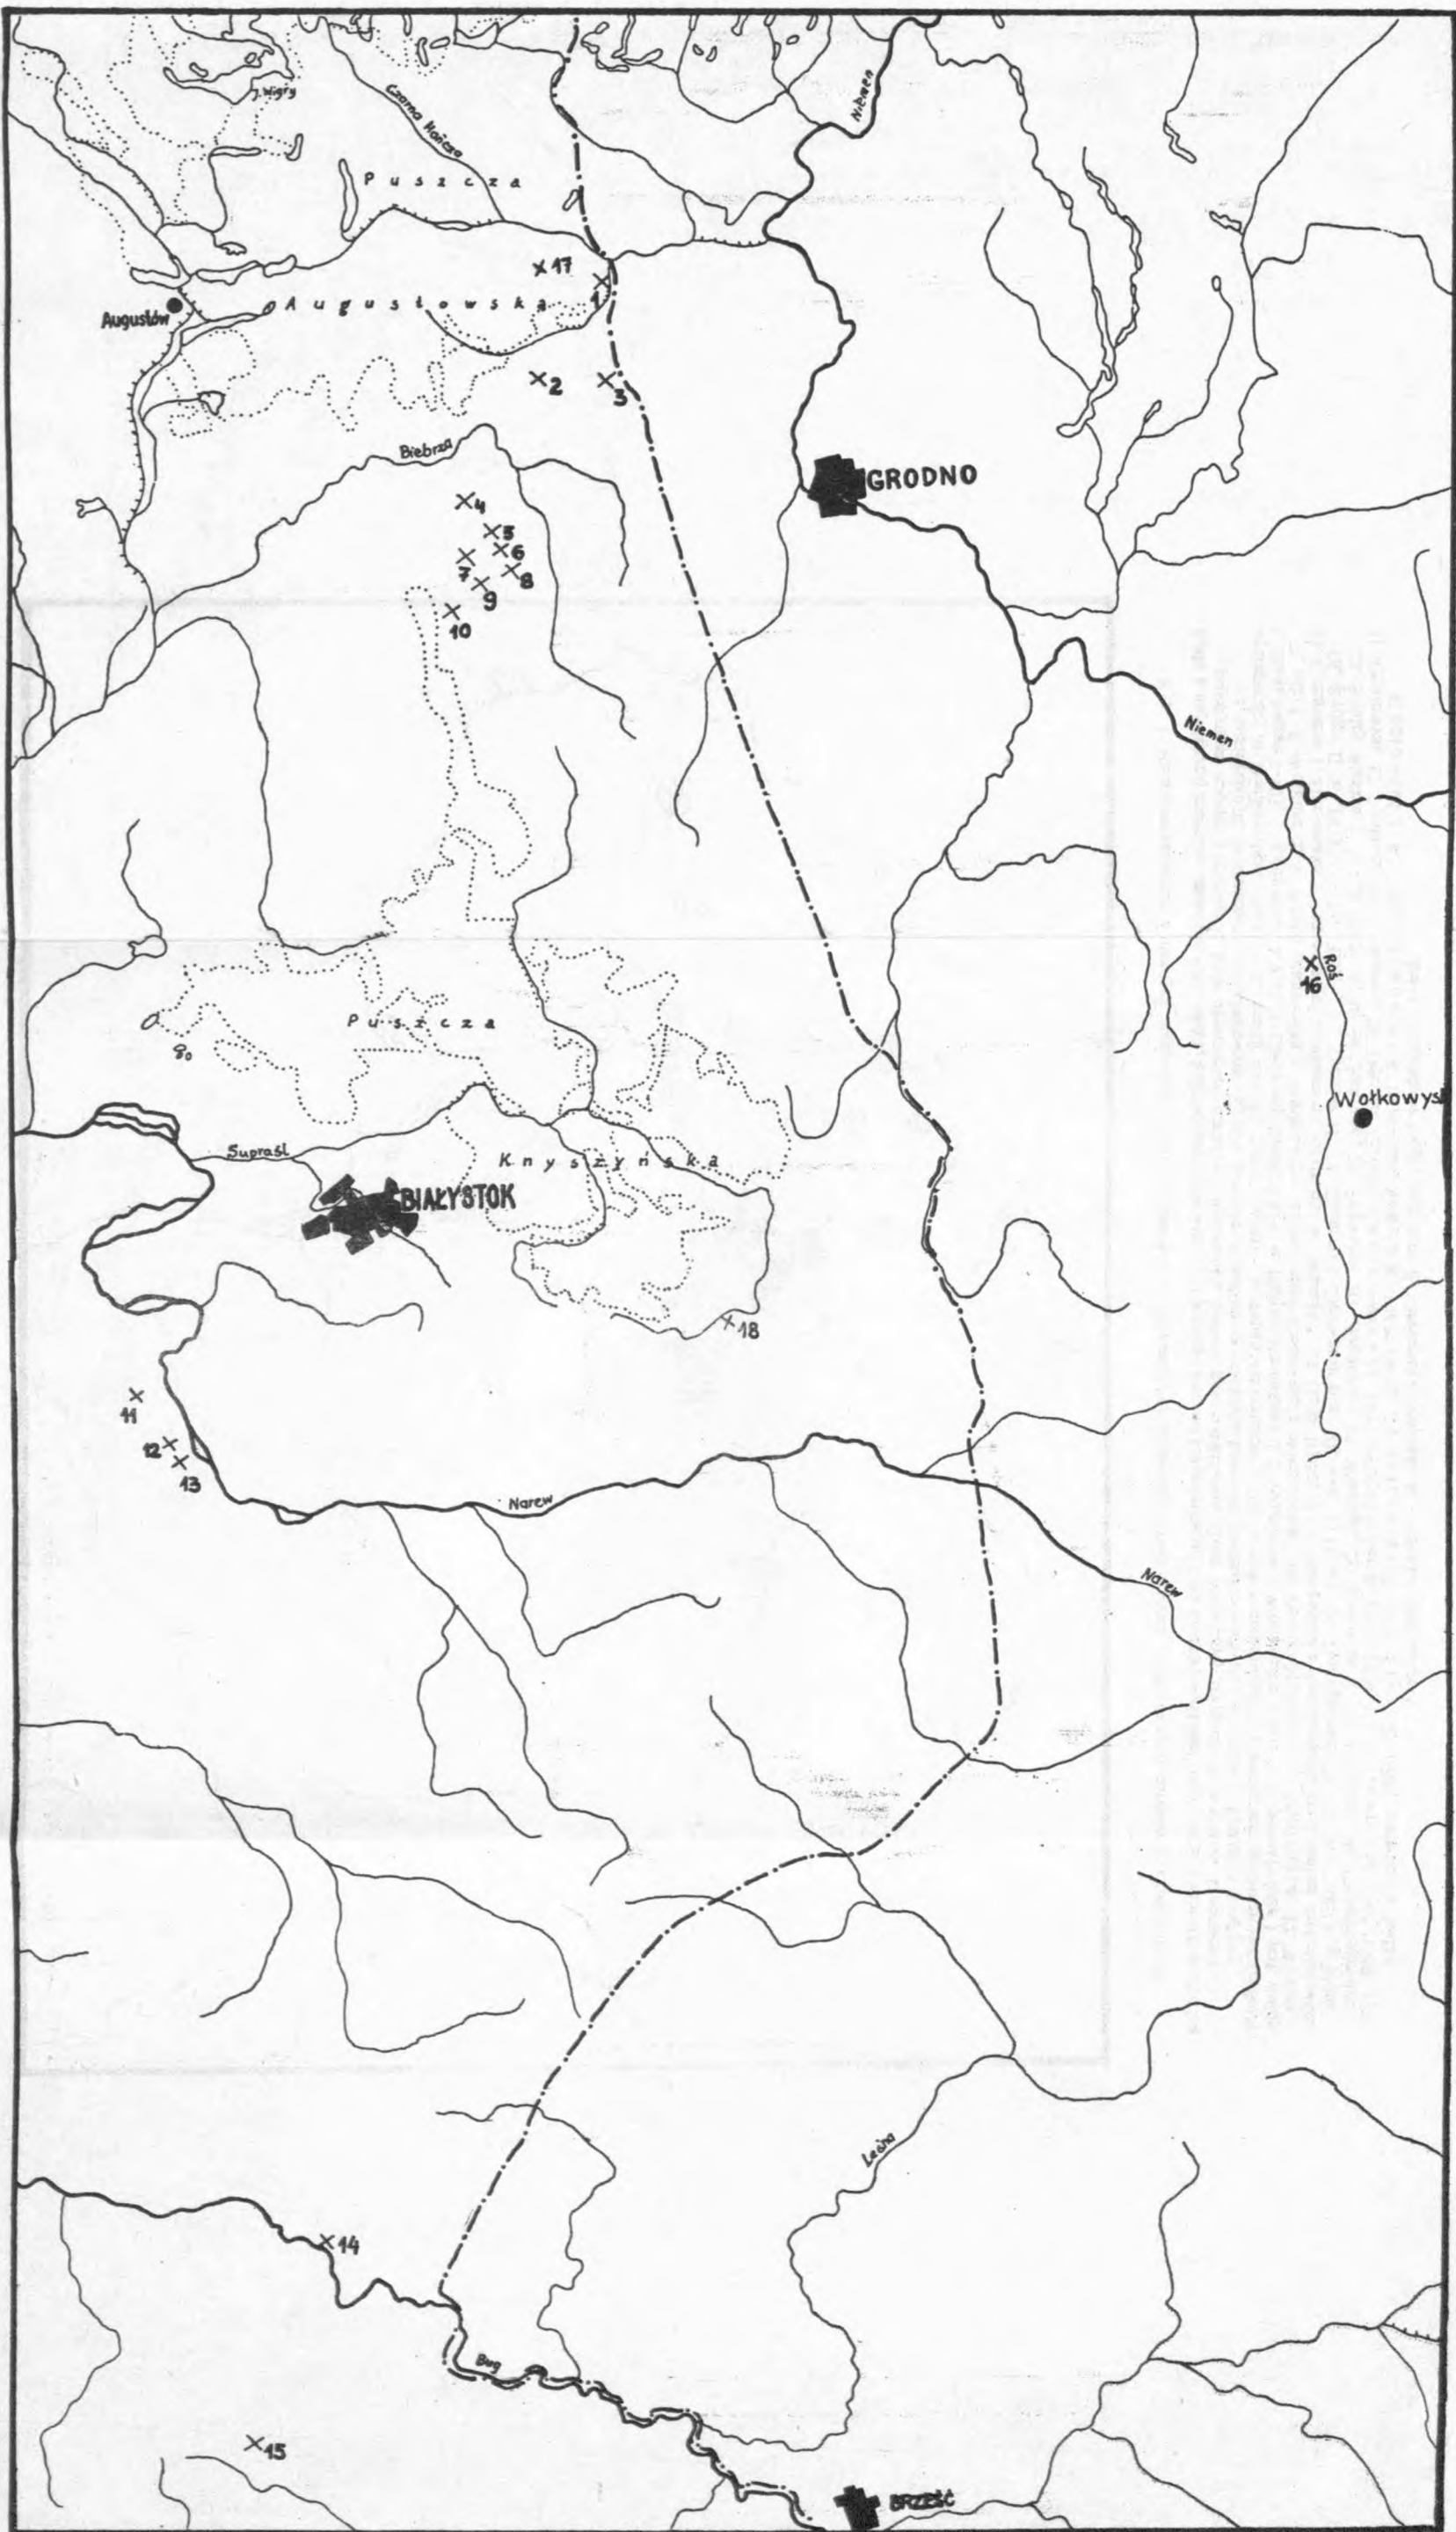 J. Wigry
Czarna Hańcza
Niemen
Puszcza
17
1
Augustowska
Augustów
2
3
Biebrza
GRODNO
4
5
6
7
8
9
10
Niemen
Roś
16
Puszcza
Wołkowysk
Supraśl
Knyszyńska
BIAŁYSTOK
18
11
12
13
Narew
Narew
Leśna
14
Bug
15
BRZEŚĆ